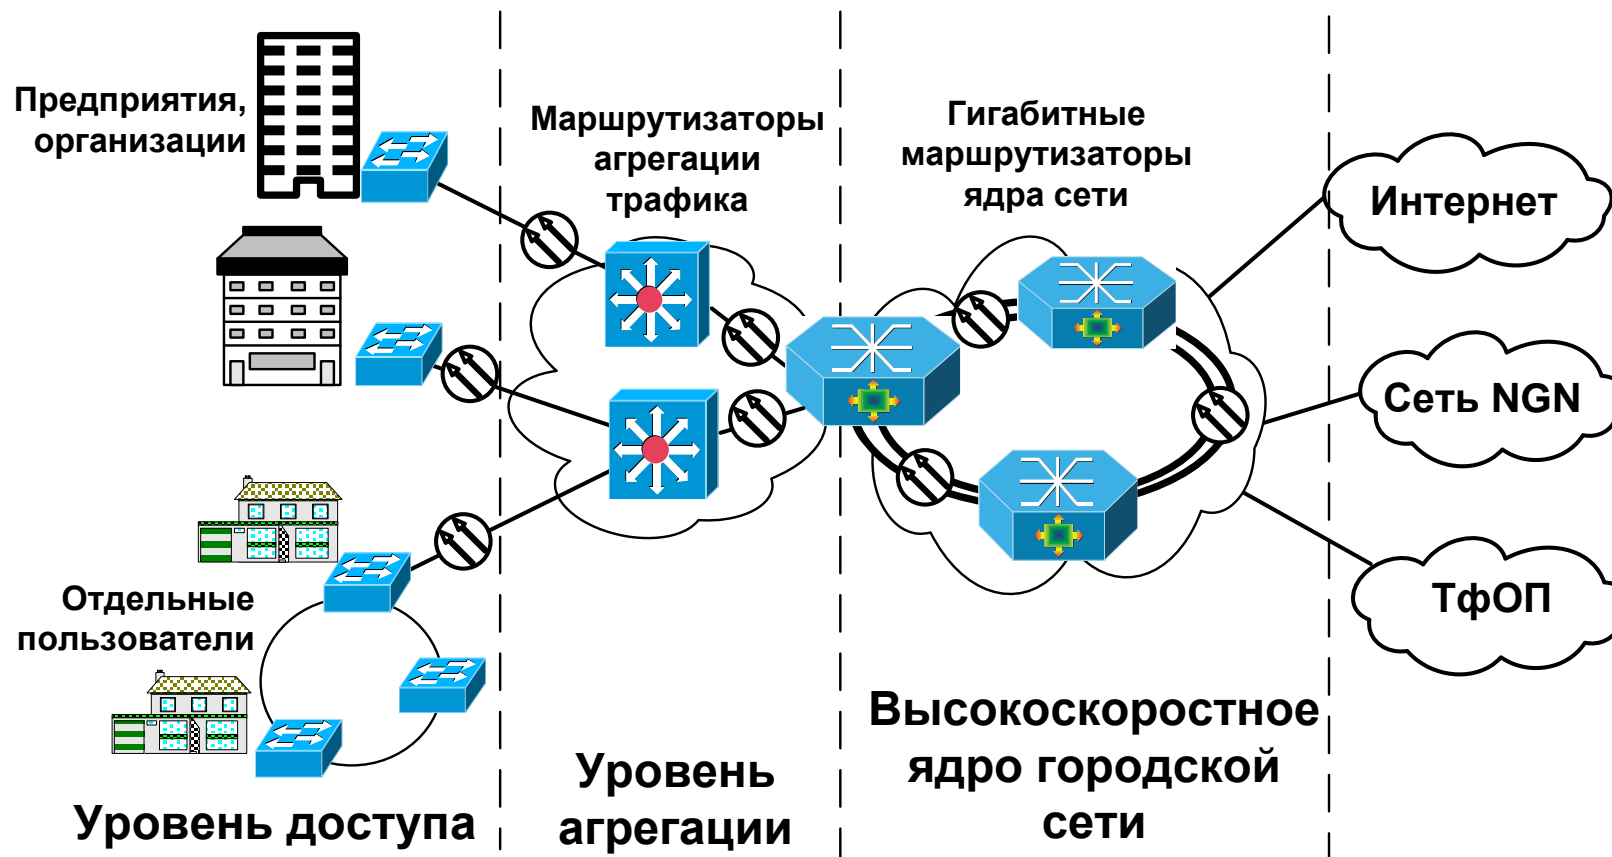 Предприятия,
организации
Маршрутизаторы
агрегации
трафика
Гигабитные
маршрутизаторы
ядра сети
Интернет
Сеть NGN
ТфОП
Отдельные
пользователи
Уровень доступа
Уровень
агрегации
Высокоскоростное
ядро городской
сети